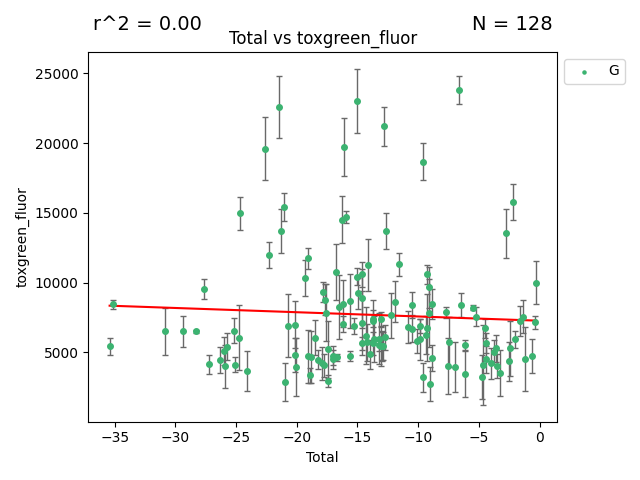 r^2 = 0.00
N = 128
Total vs toxgreen_fluor
G
25000
20000
15000
10000
5000
toxgreen_fluor
−35
−30
−25
−20
−15
−10
−5
0
Total